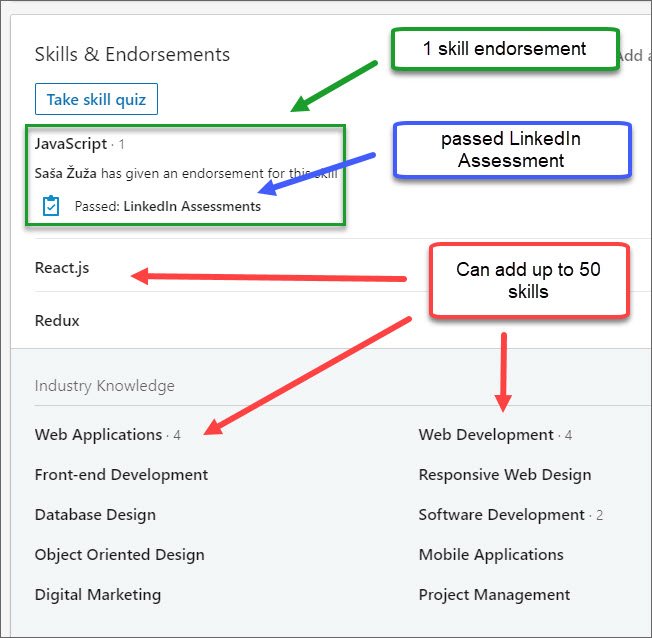 Skills & Endorsements
1 skill endorsement
Add a
Take skill quiz
JavaScript · 1
Saša Žuža has given an endorsement for this skill
Passed: LinkedIn Assessments
passed LinkedIn
Assessment
React.js
Can add up to 50
skills
Redux
Industry Knowledge
Web Applications · 4
Web Development · 4
Front-end Development
Responsive Web Design
Database Design
Software Development · 2
Object Oriented Design
Mobile Applications
Digital Marketing
Project Management